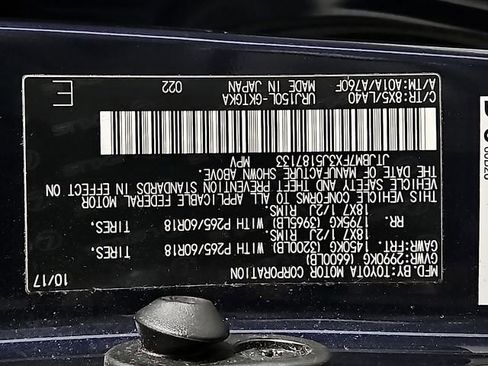 MFD.BY:TOYOTA MOTOR CORPORATION 10/17
GVWR:2990KG (6600LB)
GAWR:FRT. 1450KG (3200LB) WITH P265/60R18 TIRES.
18X7 1/2J RIMS.
RR. 1795KG (3965LB) WITH P265/60R18 TIRES.
18X7 1/2J RIMS.
THIS VEHICLE CONFORMS TO ALL APPLICABLE FEDERAL MOTOR
VEHICLE SAFETY AND THEFT PREVENTION STANDARDS IN EFFECT ON
THE DATE OF MANUFACTURE SHOWN ABOVE.
JTJBM7FX3J5187133 MPV
C/TR:8X5/LA40 URJ150L-GKTGKA 022 E
A/TM:A01A/A760F MADE IN JAPAN